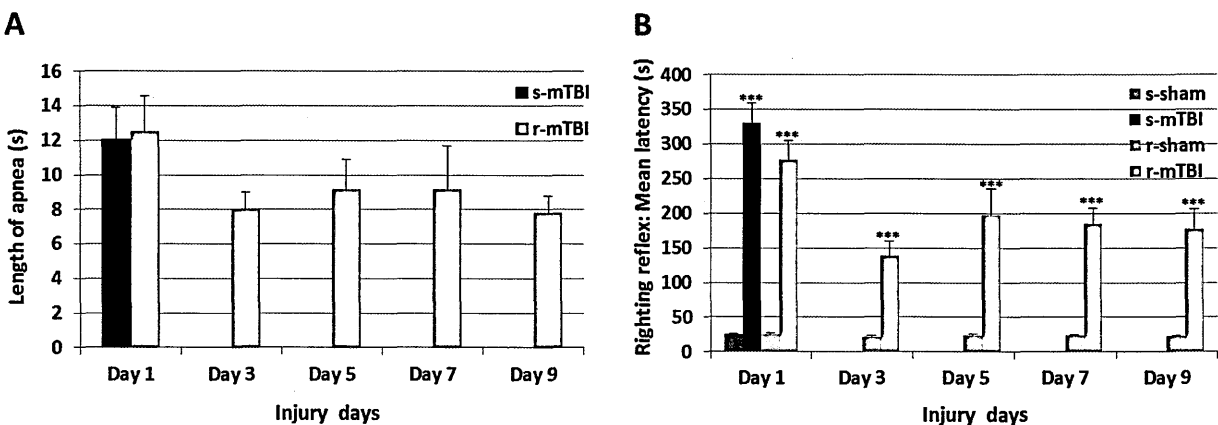 A
Length of apnea (s)
16
14
12
10
8
6
4
2
0
s-mTBI
r-mTBI
Day 1 Day 3 Day 5 Day 7 Day 9
Injury days
B
Righting reflex: Mean latency (s)
400
350
300
250
200
150
100
50
0
s-sham
s-mTBI
r-sham
r-mTBI
***
***
***
***
***
***
Day 1 Day 3 Day 5 Day 7 Day 9
Injury days